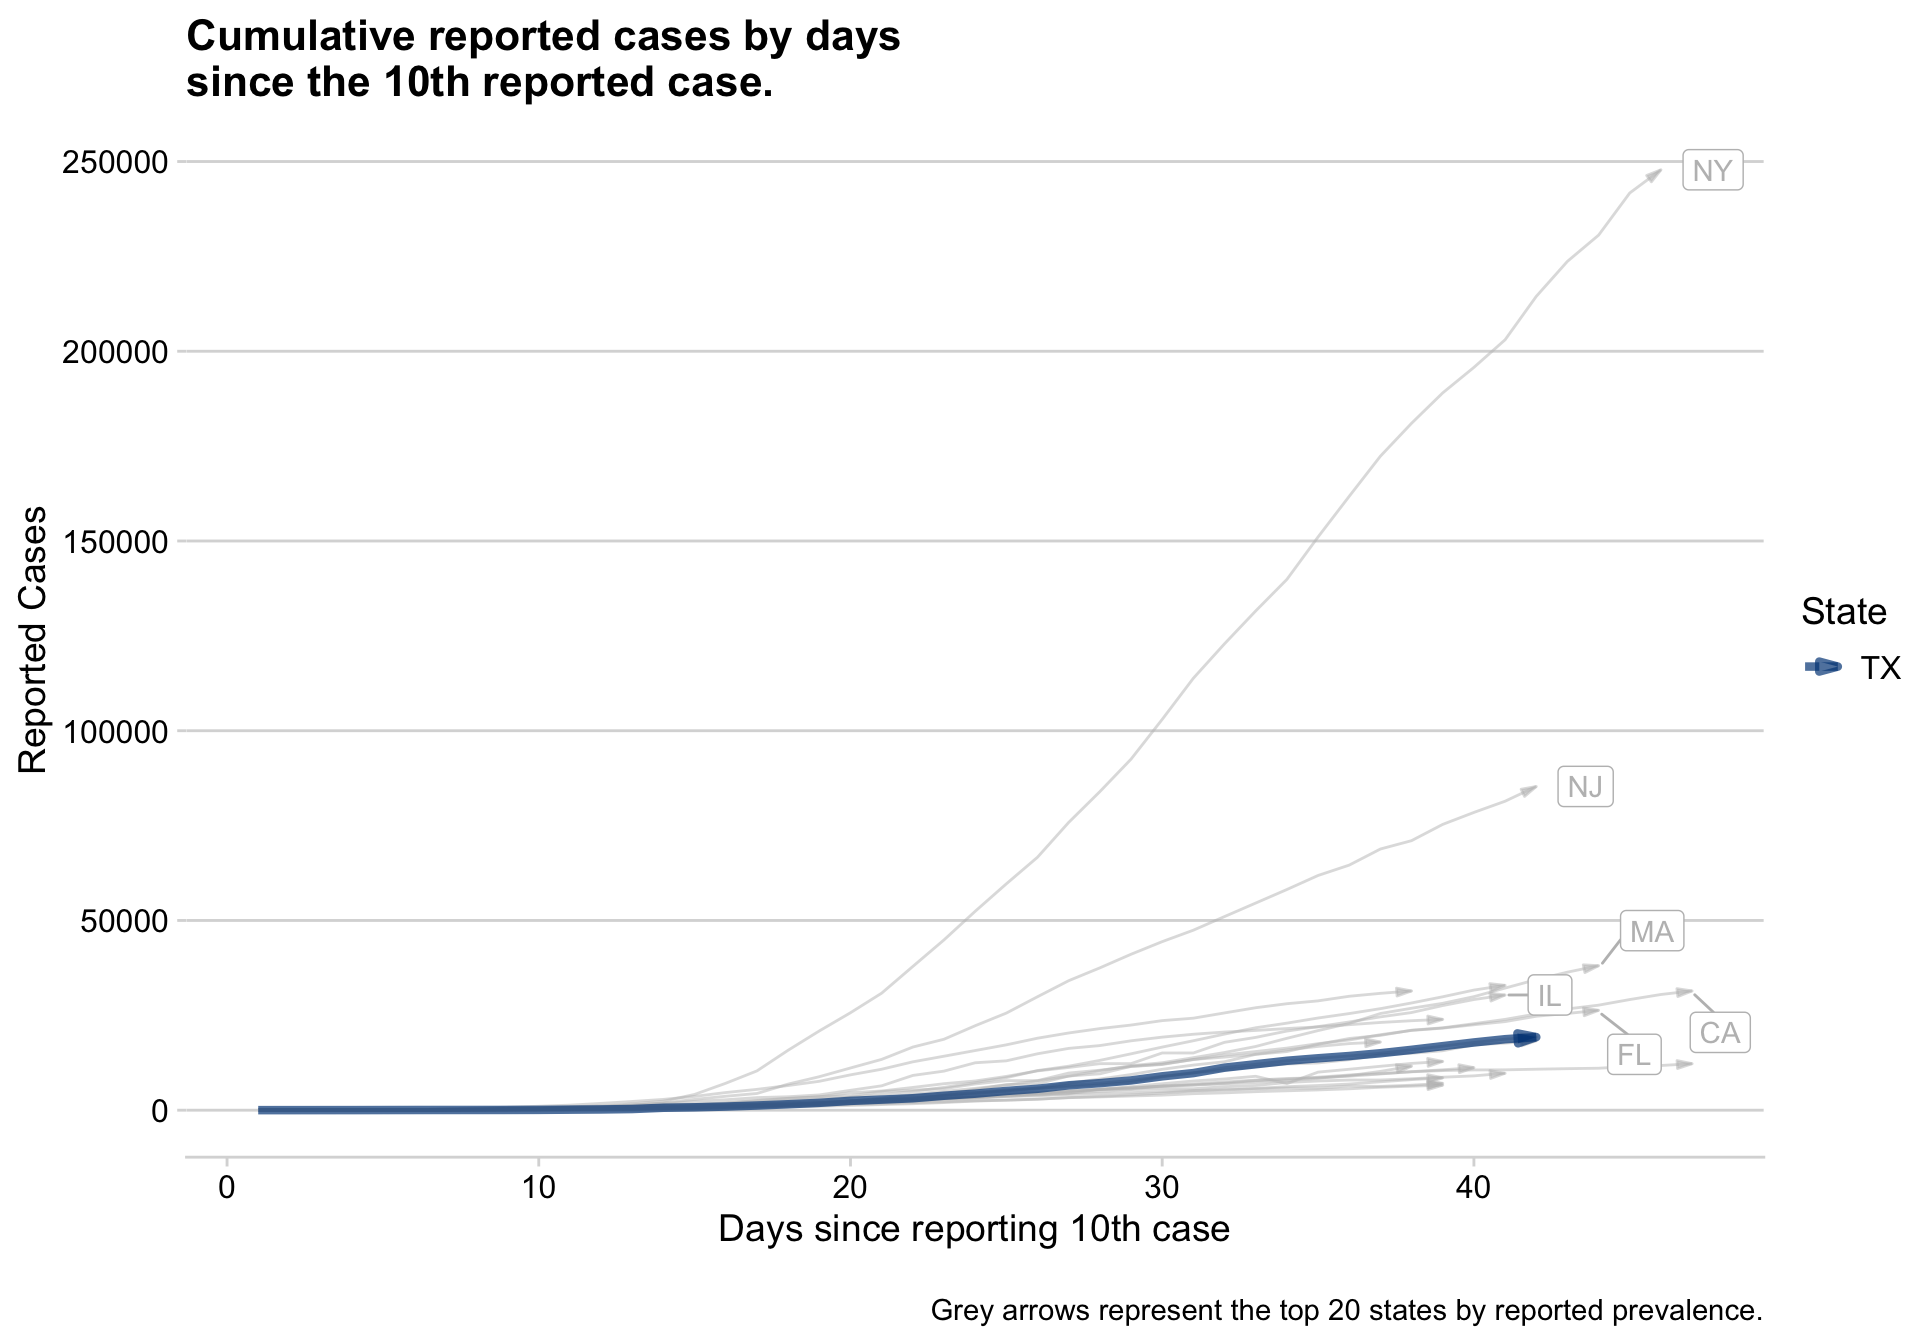 Cumulative reported cases by days
since the 10th reported case.
250000
200000
150000
100000
50000
0
Reported Cases
NY
NJ
MA
IL
CA
FL
State
TX
0 10 20 30 40
Days since reporting 10th case
Grey arrows represent the top 20 states by reported prevalence.